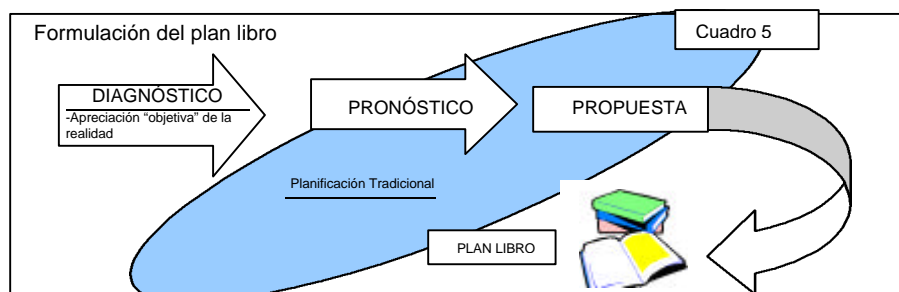 Formulación del plan libro
Cuadro 5
DIAGNÓSTICO
-Apreciación “objetiva” de la
realidad
PRONÓSTICO
PROPUESTA
Planificación Tradicional
PLAN LIBRO